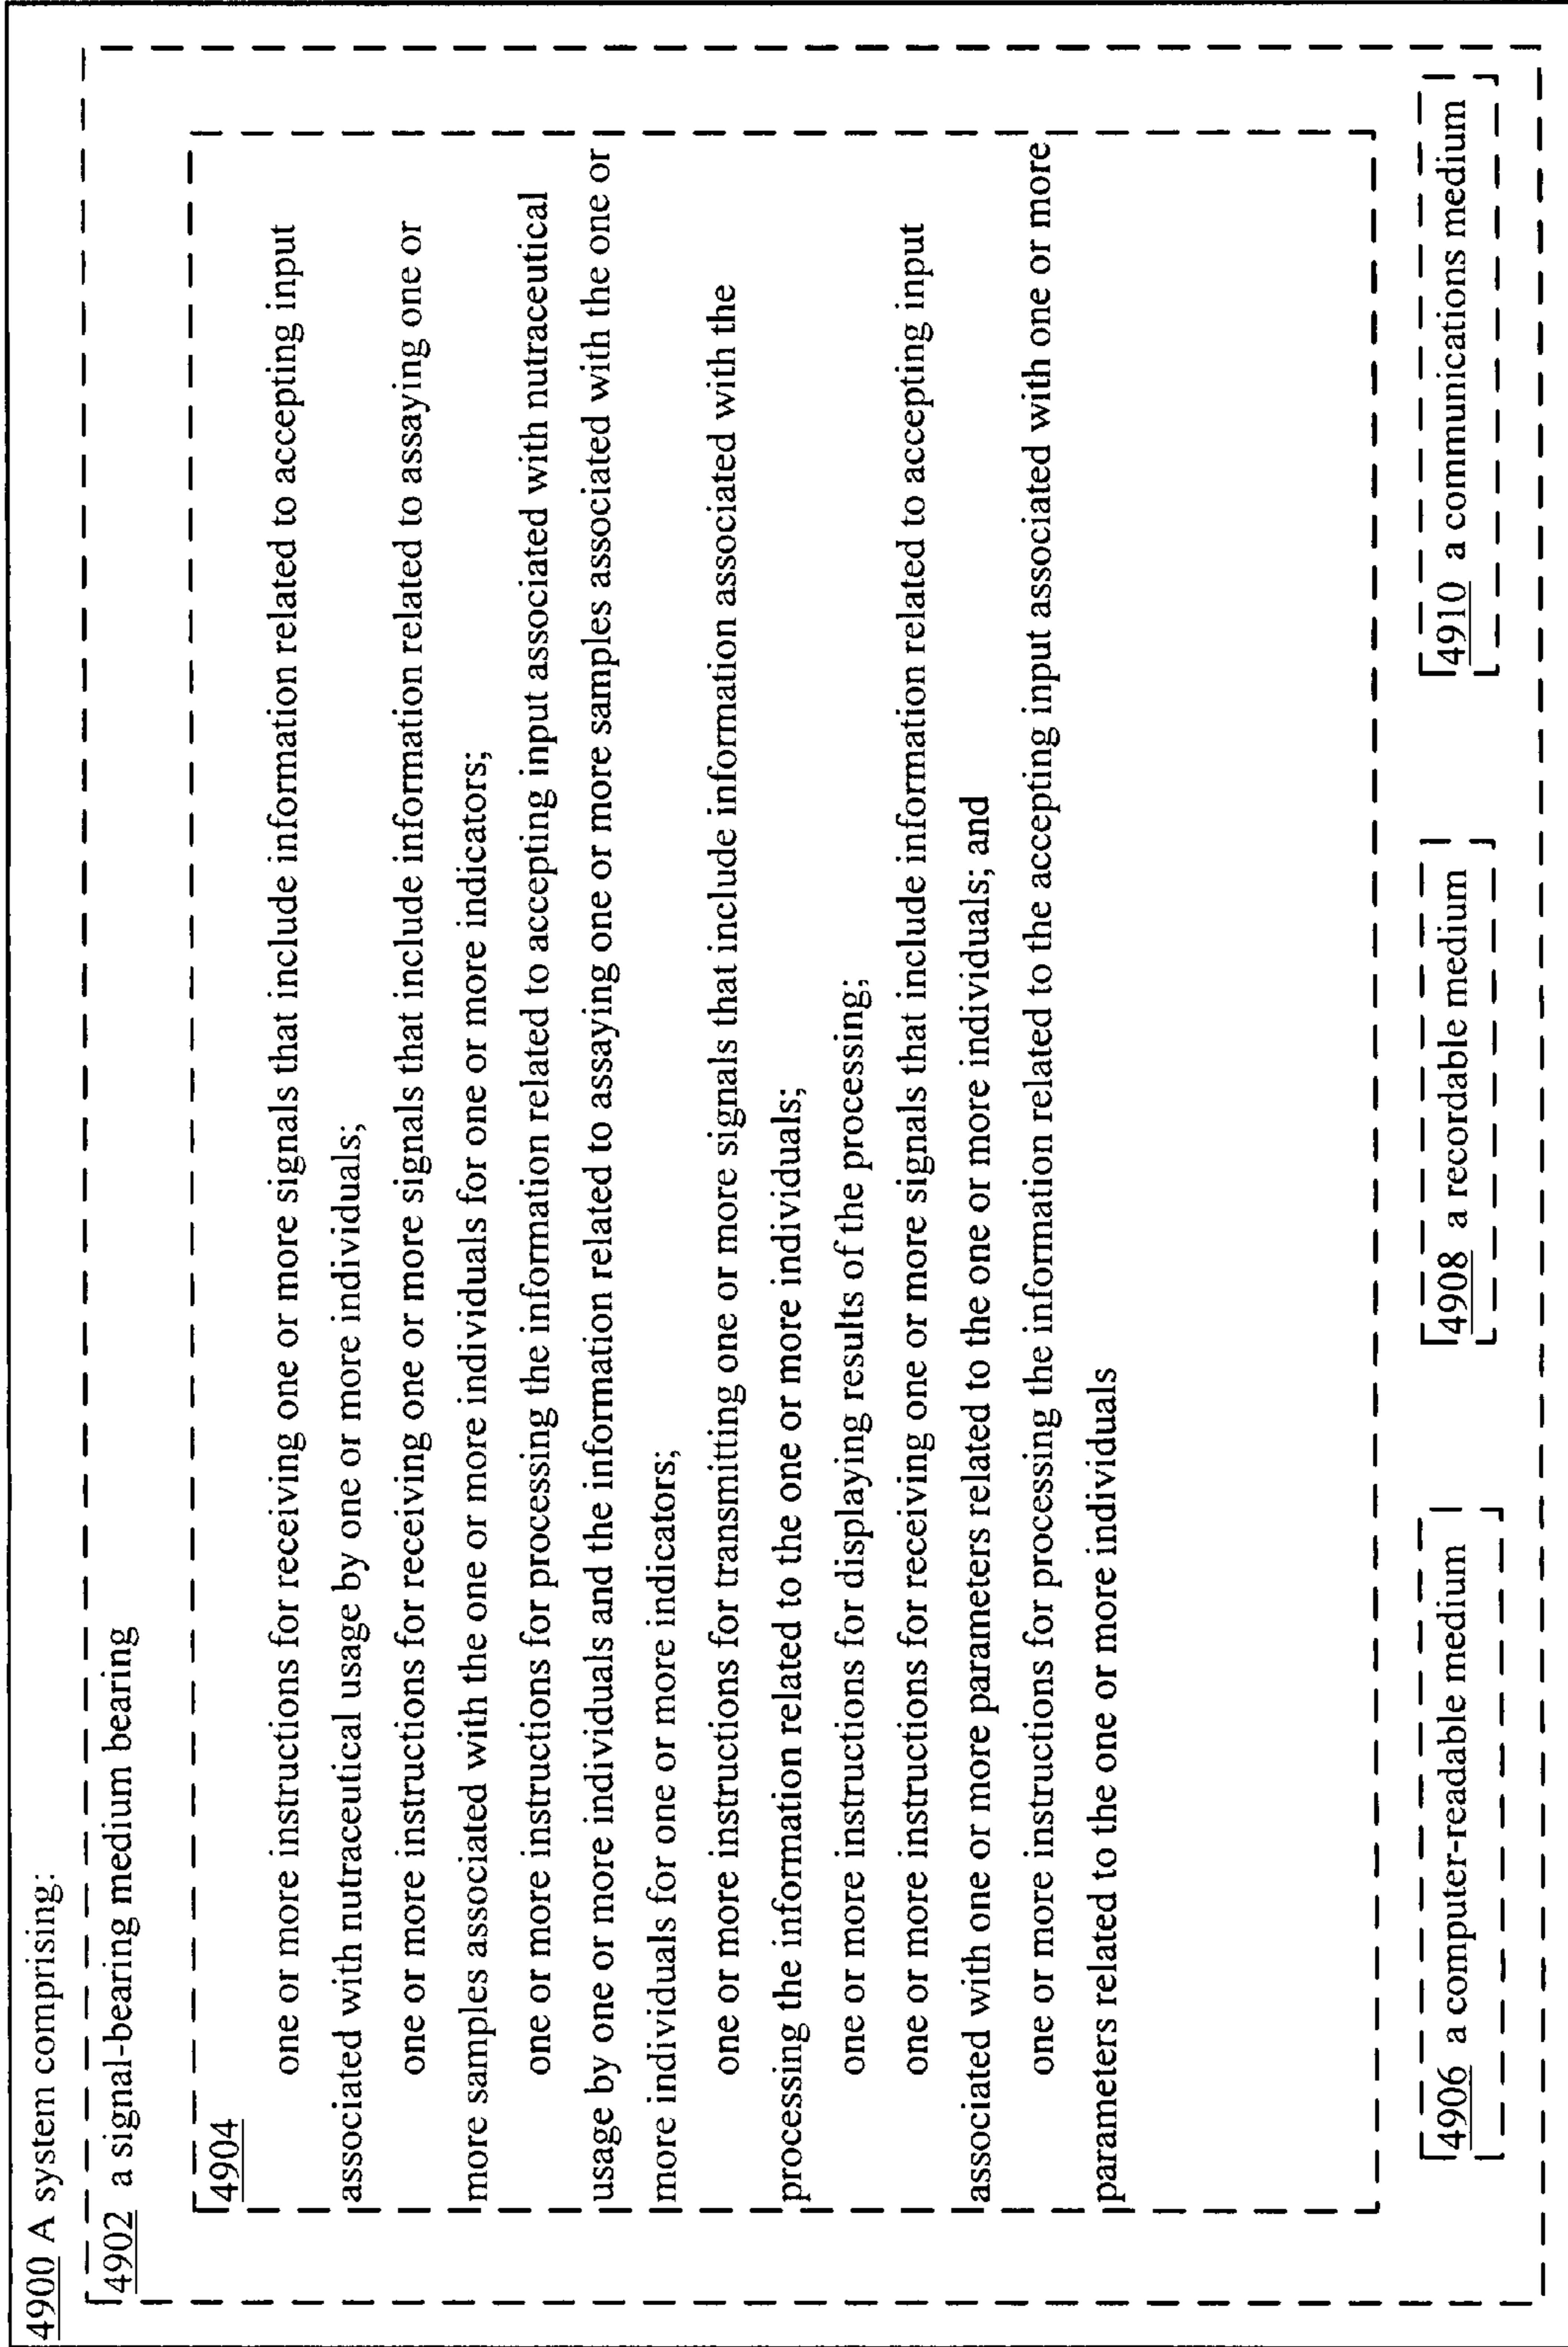 4900 A system comprising:
4902 a signal-bearing medium bearing
4904
one or more instructions for receiving one or more signals that include information related to accepting input
associated with nutraceutical usage by one or more individuals;
one or more instructions for receiving one or more signals that include information related to assaying one or
more samples associated with the one or more individuals for one or more indicators;
one or more instructions for processing the information related to accepting input associated with nutraceutical
usage by one or more individuals and the information related to assaying one or more samples associated with the one or
more individuals for one or more indicators;
one or more instructions for transmitting one or more signals that include information associated with the
processing the information related to the one or more individuals;
one or more instructions for displaying results of the processing;
one or more instructions for receiving one or more signals that include information related to accepting input
associated with one or more parameters related to the one or more individuals; and
one or more instructions for processing the information related to the accepting input associated with one or more
parameters related to the one or more individuals
4906 a computer-readable medium
4908 a recordable medium
4910 a communications medium